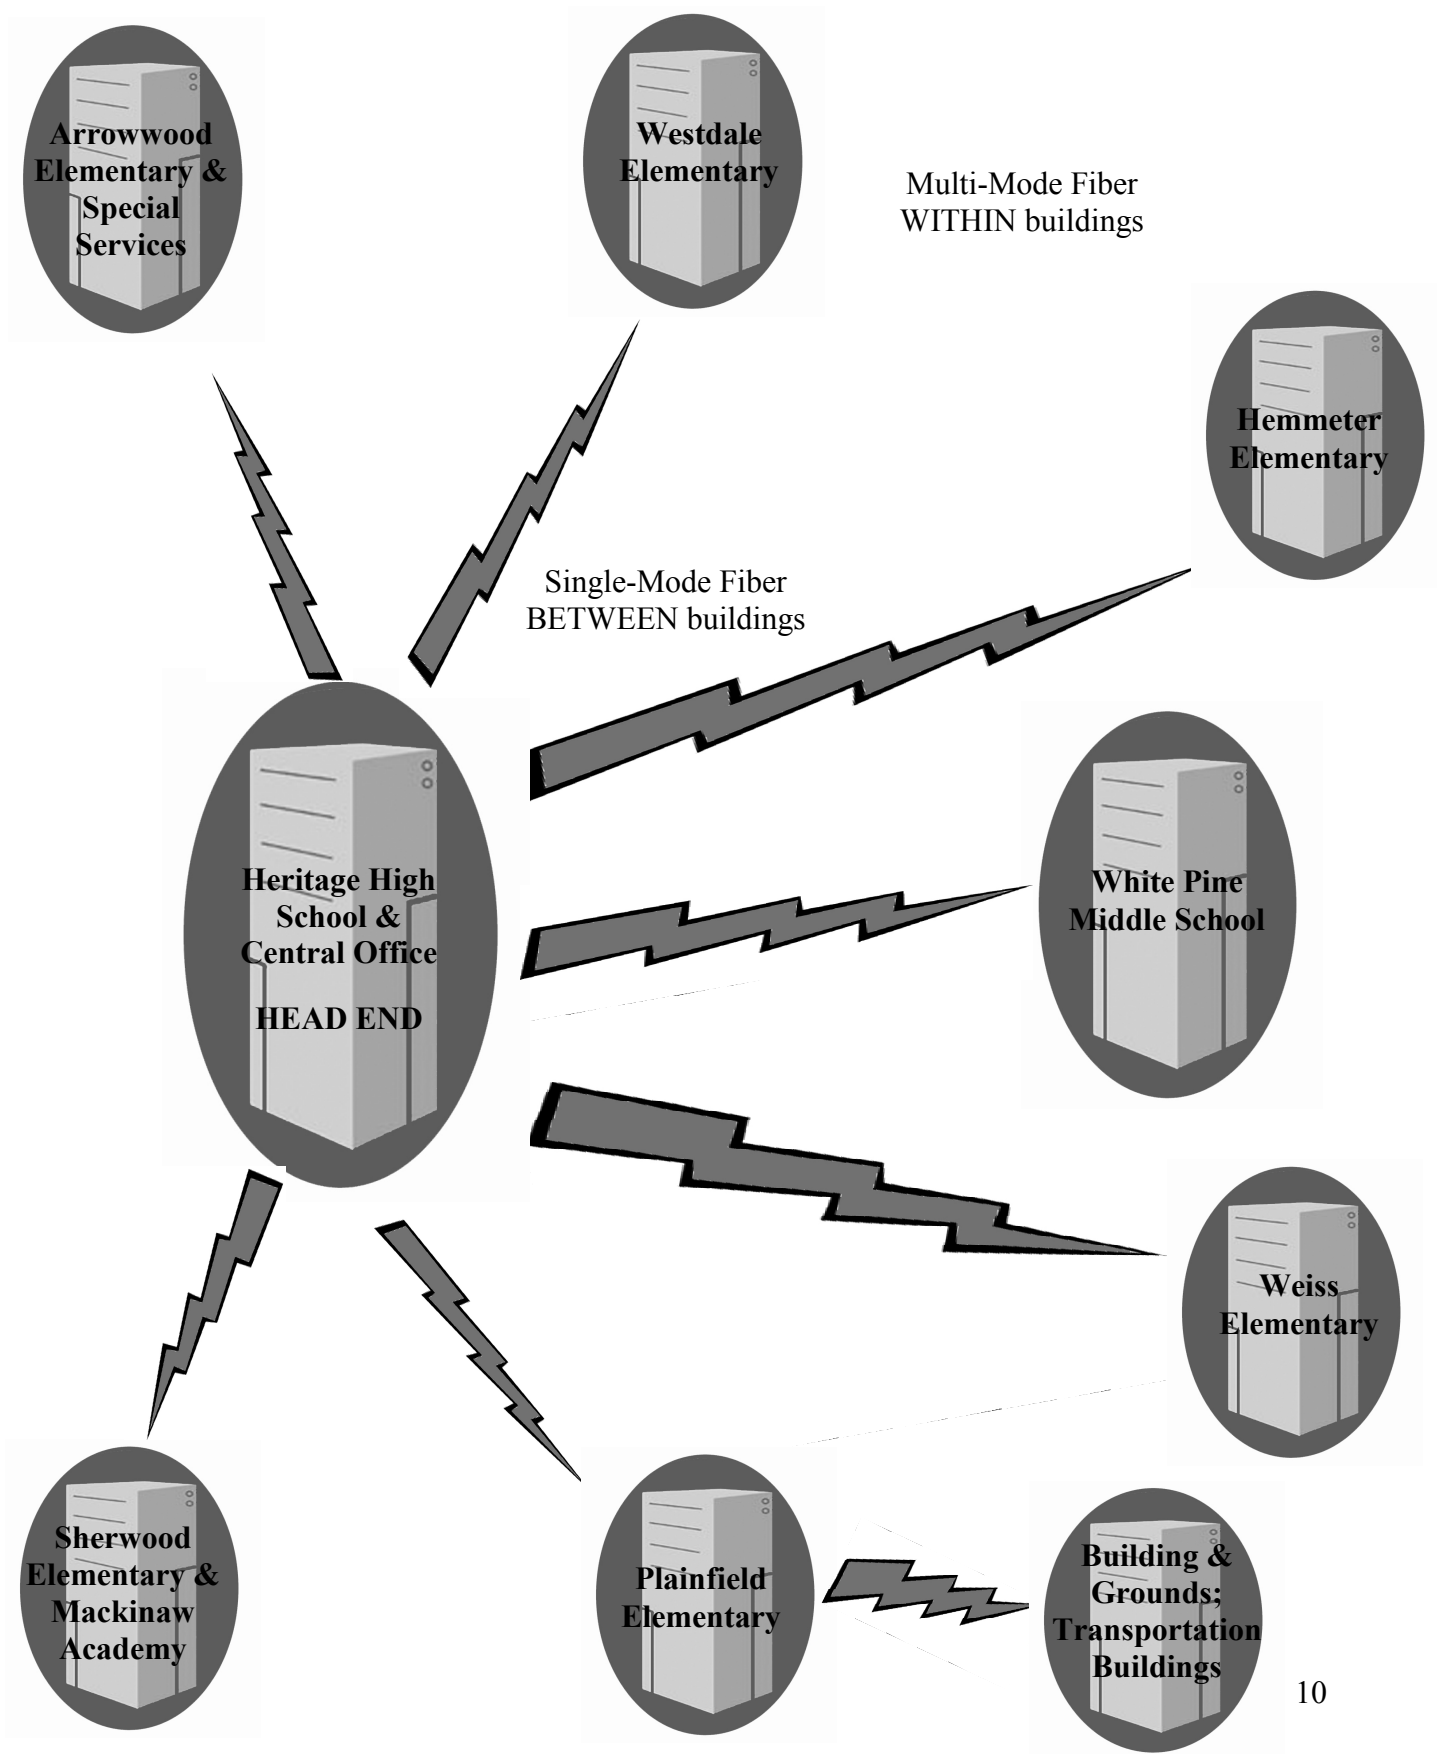 Arrowwood
Elementary &
Special
Services
Westdale
Elementary
Multi-Mode Fiber
WITHIN buildings
Hemmeter
Elementary
Single-Mode Fiber
BETWEEN buildings
Heritage High
School &
Central Office
HEAD END
White Pine
Middle School
Weiss
Elementary
Sherwood
Elementary &
Mackinaw
Academy
Plainfield
Elementary
Building &
Grounds;
Transportation
Buildings
10